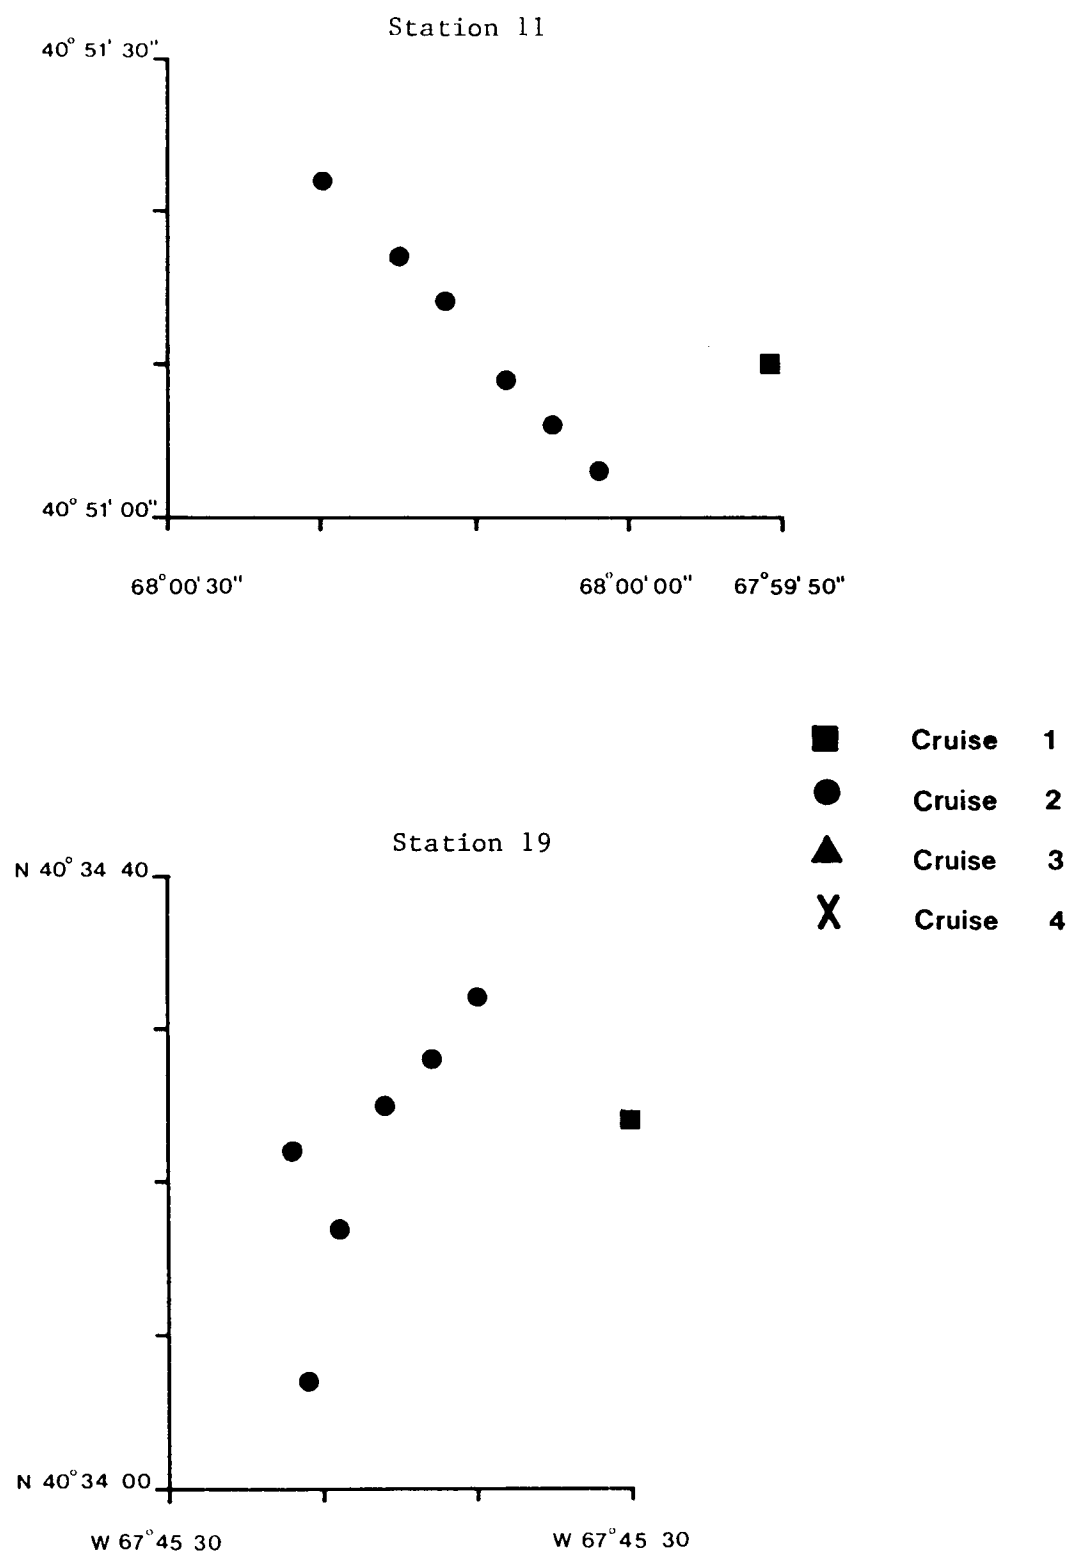 Station 11
40° 51' 30"
40° 51' 00"
68°00' 30" 68°00' 00" 67°59' 50"
Cruise 1
Cruise 2
Cruise 3
Cruise 4
Station 19
N 40° 34 40
N 40° 34 00
W 67° 45 30 W 67° 45 30